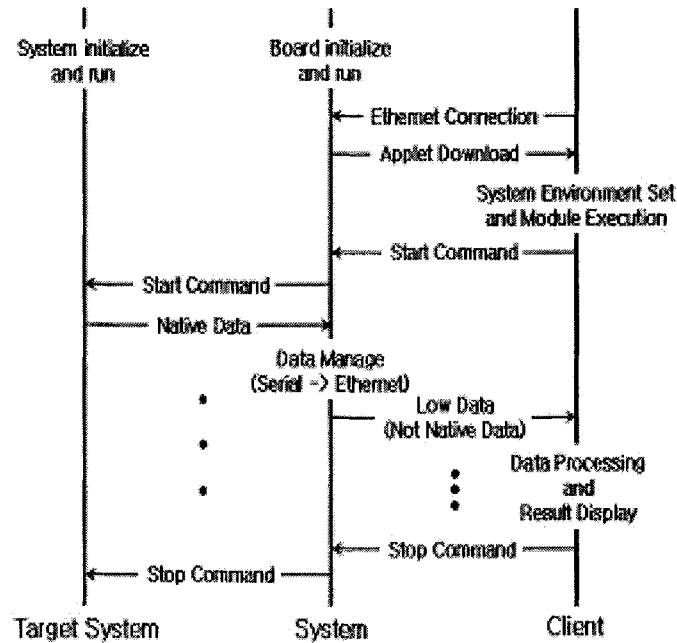 System initialize
and run
Board initialize
and run
Ethernet Connection
Applet Download
System Environment Set
and Module Execution
Start Command
Start Command
Native Data
Data Manage
(Serial -> Ethernet)
Low Data
(Not Native Data)
Data Processing
and
Result Display
Stop Command
Stop Command
Target System
System
Client